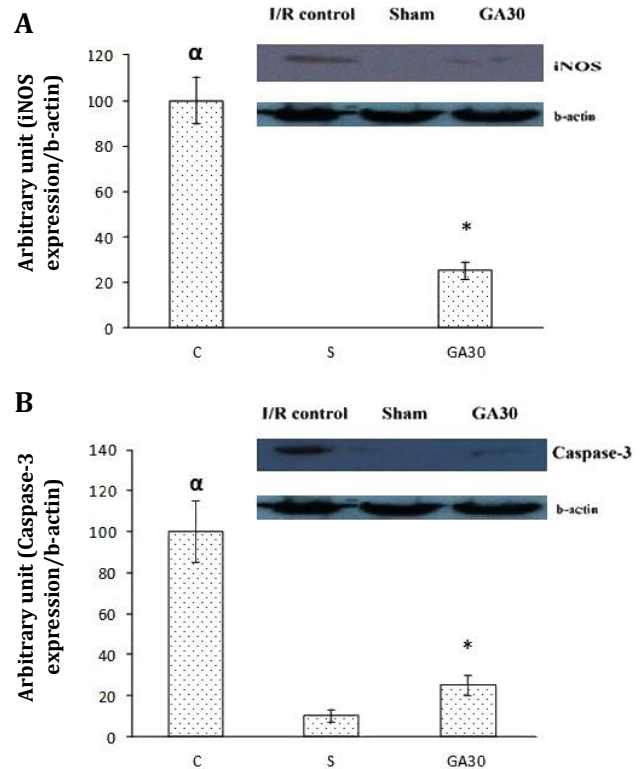 A
I/R control Sham GA30
iNOS
b-actin
Arbitrary unit (iNOS
expression/b-actin)
120
100
80
60
40
20
0
α
*
C S GA30
B
I/R control Sham GA30
Caspase-3
b-actin
Arbitrary unit (Caspase-3
expression/b-actin)
140
120
100
80
60
40
20
0
α
*
C S GA30